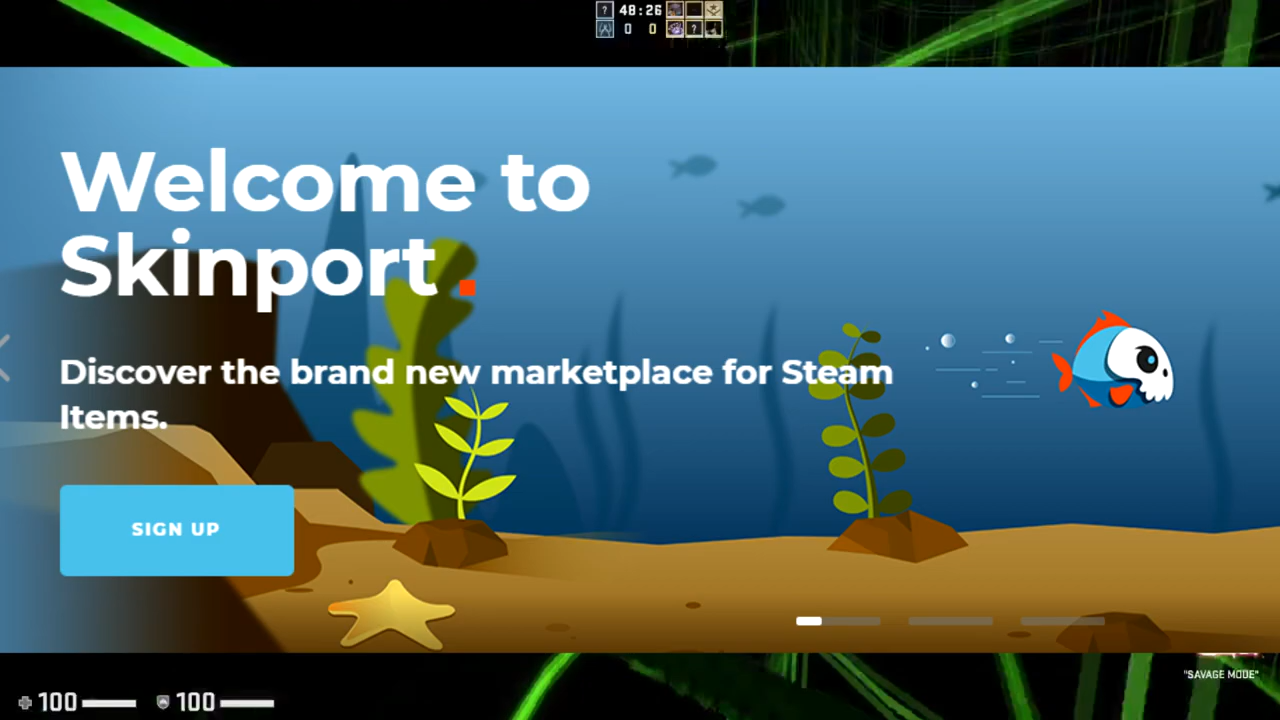 ? 48:26
0 0 ?
Welcome to
Skinport.
Discover the brand new marketplace for Steam
Items.
SIGN UP
"SAVAGE MODE"
100 100